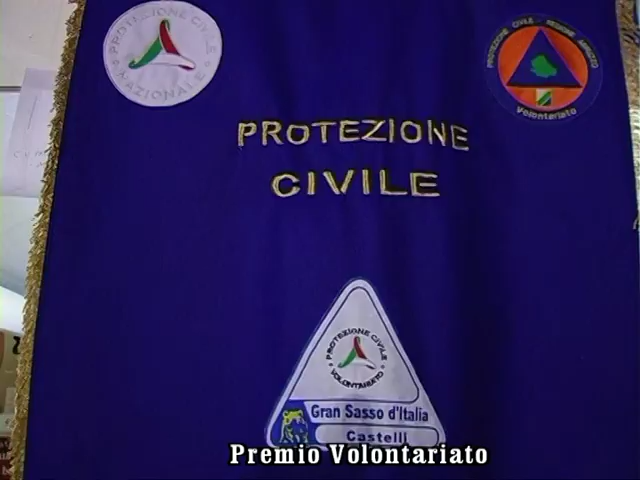 PROTEZIONE CIVILE
NAZIONALE
PROTEZIONE CIVILE - REGIONE ABRUZZO
Volontariato
PROTEZIONE
CIVILE
PROTEZIONE CIVILE
VOLONTARIATO
Gran Sasso d'Italia
Castelli
Premio Volontariato